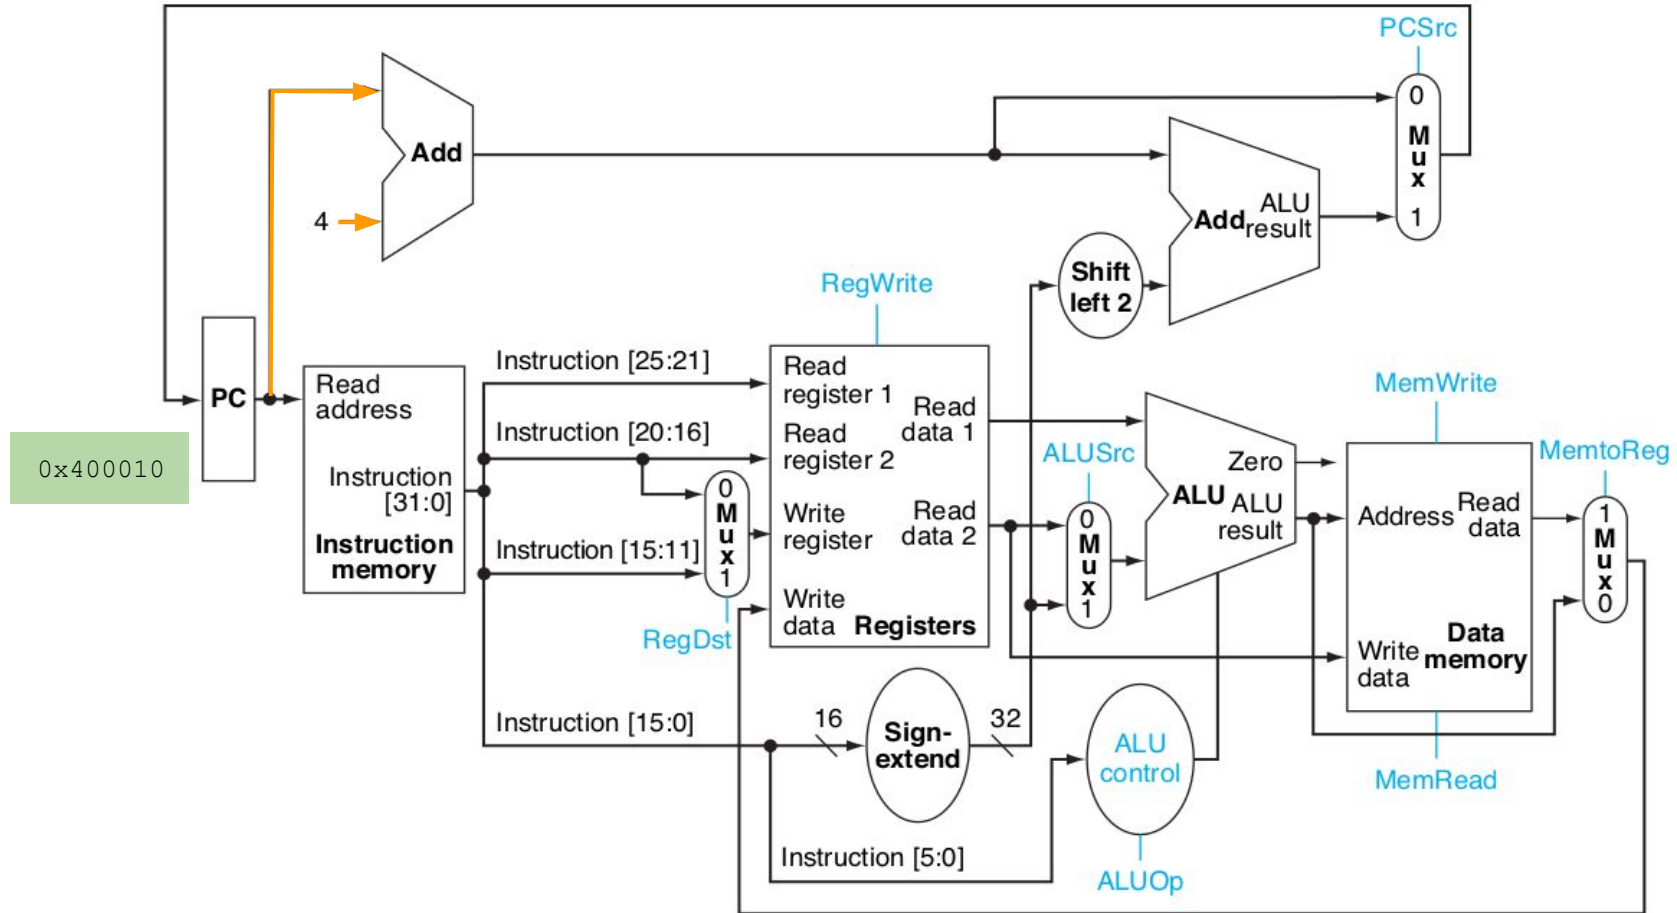 PCSrc
0
M
u
x
1
Add
4
ALU
Add result
Shift
left 2
RegWrite
PC
0x400010
Read
address
Instruction
[31:0]
Instruction
memory
Instruction [25:21]
Instruction [20:16]
Instruction [15:11]
Instruction [15:0]
0
M
u
x
1
RegDst
Read
register 1
Read
register 2
Write
register
Write
data
Read
data 1
Read
data 2
Registers
ALUSrc
0
M
u
x
1
Zero
ALU
ALU
result
MemWrite
Address
Read
data
Write
data
Data
memory
MemRead
MemtoReg
1
M
u
x
0
16
Sign-
extend
32
ALU
control
Instruction [5:0]
ALUOp